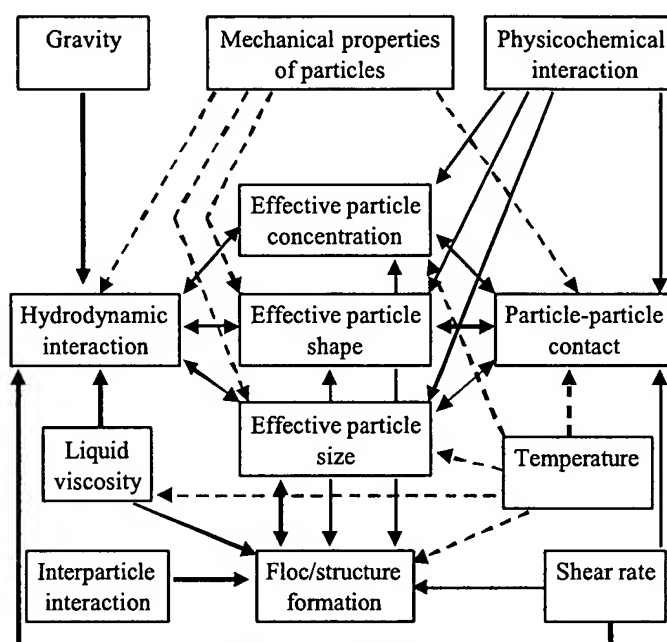 Gravity
Mechanical properties
of particles
Physicochemical
interaction
Effective particle
concentration
Hydrodynamic
interaction
Effective particle
shape
Particle-particle
contact
Effective particle
size
Liquid
viscosity
Temperature
Interparticle
interaction
Floc/structure
formation
Shear rate